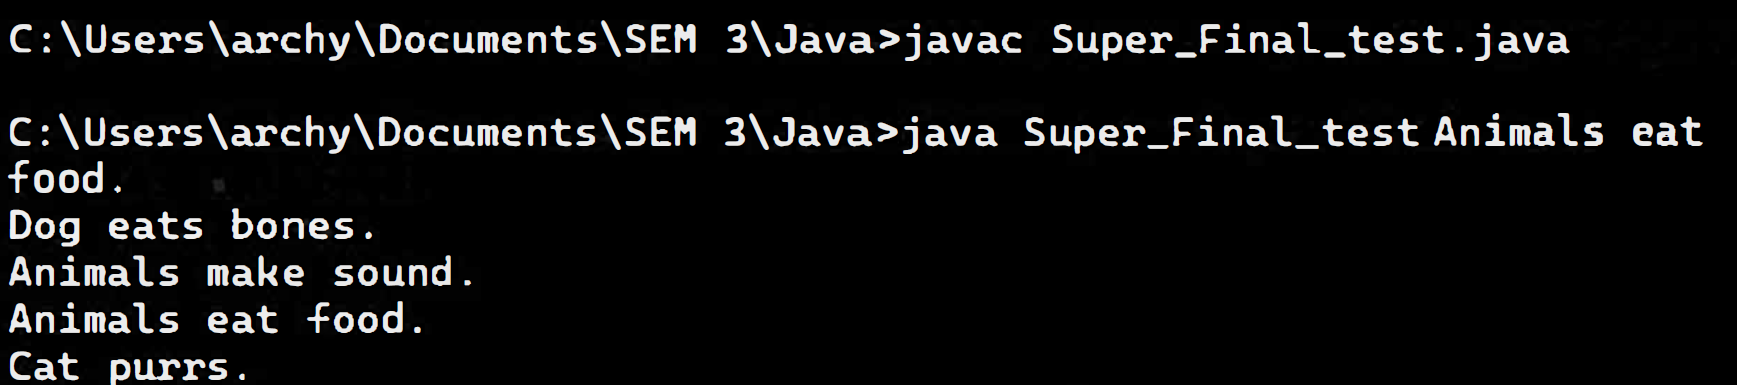 C:\Users\archy\Documents\SEM 3\Java>javac Super_Final_test.java
C:\Users\archy\Documents\SEM 3\Java>java Super_Final_test Animals eat
food.
Dog eats bones.
Animals make sound.
Animals eat food.
Cat purrs.